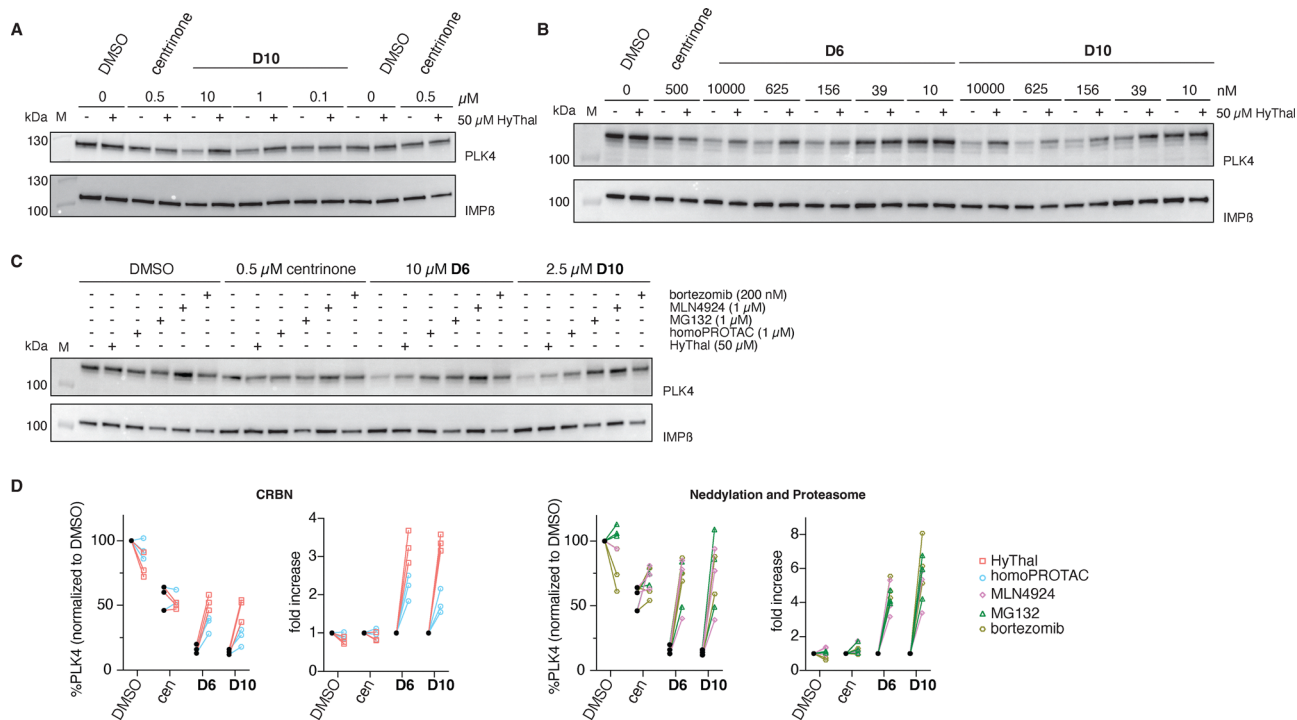 A
DMSO centrinone D10 DMSO centrinone
0 0.5 10 1 0.1 0 0.5 µM
kDa M - + - + - + - + - + - + - + 50 µM HyThal
130
PLK4
130
100
IMPß
B
DMSO centrinone D6 D10
0 500 10000 625 156 39 10 10000 625 156 39 10 nM
kDa M - + - + - + - + - + - + - + - + - + - + - + - + 50 µM HyThal
100
PLK4
100
IMPß
C
DMSO 0.5 µM centrinone 10 µM D6 2.5 µM D10
- - - - - + - - - - - + - - - - - + - - - - - + bortezomib (200 nM)
- - - - + - - - - - + - - - - - + - - - - - + - MLN4924 (1 µM)
- - - + - - - - - + - - - - - + - - - - - + - - MG132 (1 µM)
- - + - - - - - + - - - - - + - - - - - + - - - homoPROTAC (1 µM)
kDa M - + - - - - - + - - - - - + - - - - - + - - - - HyThal (50 µM)
100
PLK4
100
IMPß
D
CRBN
%PLK4 (normalized to DMSO)
100
50
0
DMSO cen D6 D10
fold increase
4
3
2
1
0
DMSO cen D6 D10
Neddylation and Proteasome
%PLK4 (normalized to DMSO)
100
50
0
DMSO cen D6 D10
fold increase
8
6
4
2
0
DMSO cen D6 D10
HyThal
homoPROTAC
MLN4924
MG132
bortezomib